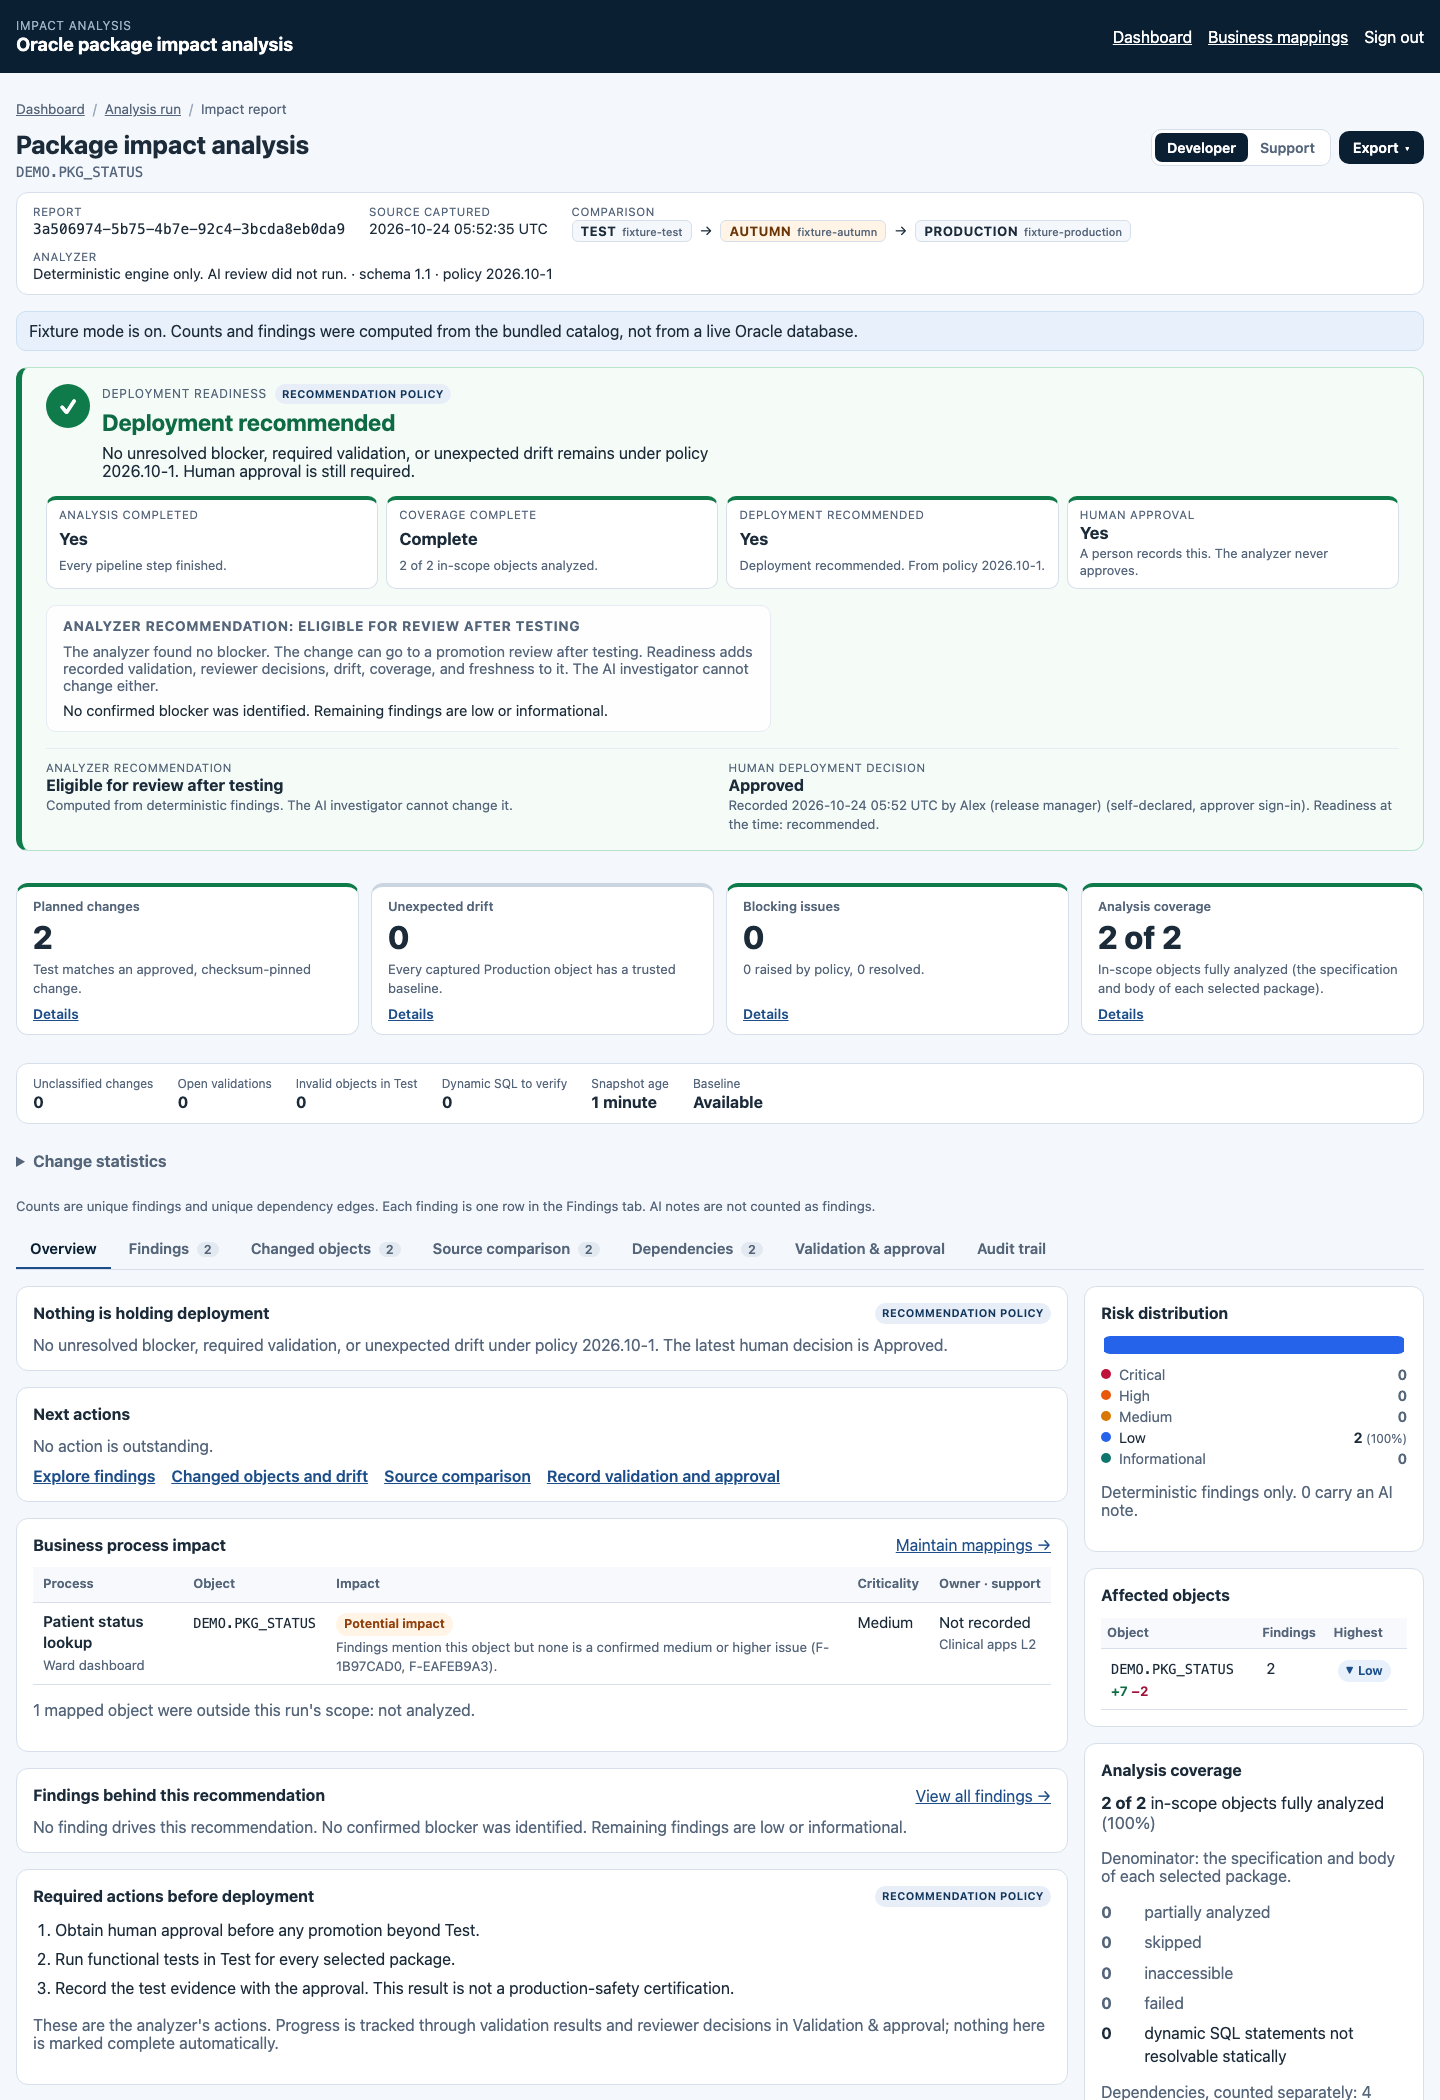 IMPACT ANALYSIS
Oracle package impact analysis
Dashboard Business mappings Sign out
Dashboard / Analysis run / Impact report
Package impact analysis
DEMO.PKG_STATUS
Developer Support Export ▾
REPORT
3a506974-5b75-4b7e-92c4-3bcda8eb0da9
SOURCE CAPTURED
2026-10-24 05:52:35 UTC
COMPARISON
TEST fixture-test → AUTUMN fixture-autumn → PRODUCTION fixture-production
ANALYZER
Deterministic engine only. AI review did not run. · schema 1.1 · policy 2026.10-1
Fixture mode is on. Counts and findings were computed from the bundled catalog, not from a live Oracle database.
DEPLOYMENT READINESS RECOMMENDATION POLICY
Deployment recommended
No unresolved blocker, required validation, or unexpected drift remains under policy
2026.10-1. Human approval is still required.
ANALYSIS COMPLETED
Yes
Every pipeline step finished.
COVERAGE COMPLETE
Complete
2 of 2 in-scope objects analyzed.
DEPLOYMENT RECOMMENDED
Yes
Deployment recommended. From policy 2026.10-1.
HUMAN APPROVAL
Yes
A person records this. The analyzer never
approves.
ANALYZER RECOMMENDATION: ELIGIBLE FOR REVIEW AFTER TESTING
The analyzer found no blocker. The change can go to a promotion review after testing. Readiness adds
recorded validation, reviewer decisions, drift, coverage, and freshness to it. The AI investigator cannot
change either.
No confirmed blocker was identified. Remaining findings are low or informational.
ANALYZER RECOMMENDATION
Eligible for review after testing
Computed from deterministic findings. The AI investigator cannot change it.
HUMAN DEPLOYMENT DECISION
Approved
Recorded 2026-10-24 05:52 UTC by Alex (release manager) (self-declared, approver sign-in). Readiness at
the time: recommended.
Planned changes
2
Test matches an approved, checksum-pinned
change.
Details
Unexpected drift
0
Every captured Production object has a trusted
baseline.
Details
Blocking issues
0
0 raised by policy, 0 resolved.
Details
Analysis coverage
2 of 2
In-scope objects fully analyzed (the specification
and body of each selected package).
Details
Unclassified changes
0
Open validations
0
Invalid objects in Test
0
Dynamic SQL to verify
0
Snapshot age
1 minute
Baseline
Available
▶ Change statistics
Counts are unique findings and unique dependency edges. Each finding is one row in the Findings tab. AI notes are not counted as findings.
Overview Findings 2 Changed objects 2 Source comparison 2 Dependencies 2 Validation & approval Audit trail
Nothing is holding deployment RECOMMENDATION POLICY
No unresolved blocker, required validation, or unexpected drift under policy 2026.10-1. The latest human decision is Approved.
Next actions
No action is outstanding.
Explore findings Changed objects and drift Source comparison Record validation and approval
Business process impact Maintain mappings →
Process Object Impact Criticality Owner · support
Patient status
lookup
Ward dashboard
DEMO.PKG_STATUS
Potential impact
Findings mention this object but none is a confirmed medium or higher issue (F-
1B97CAD0, F-EAFEB9A3).
Medium
Not recorded
Clinical apps L2
1 mapped object were outside this run's scope: not analyzed.
Findings behind this recommendation View all findings →
No finding drives this recommendation. No confirmed blocker was identified. Remaining findings are low or informational.
Required actions before deployment RECOMMENDATION POLICY
1. Obtain human approval before any promotion beyond Test.
2. Run functional tests in Test for every selected package.
3. Record the test evidence with the approval. This result is not a production-safety certification.
These are the analyzer's actions. Progress is tracked through validation results and reviewer decisions in Validation & approval; nothing here
is marked complete automatically.
Risk distribution
Critical 0
High 0
Medium 0
Low 2 (100%)
Informational 0
Deterministic findings only. 0 carry an AI
note.
Affected objects
Object Findings Highest
DEMO.PKG_STATUS 2 ▼ Low
+7 −2
Analysis coverage
2 of 2 in-scope objects fully analyzed
(100%)
Denominator: the specification and body
of each selected package.
0 partially analyzed
0 skipped
0 inaccessible
0 failed
0 dynamic SQL statements not
resolvable statically
Dependencies, counted separately: 4